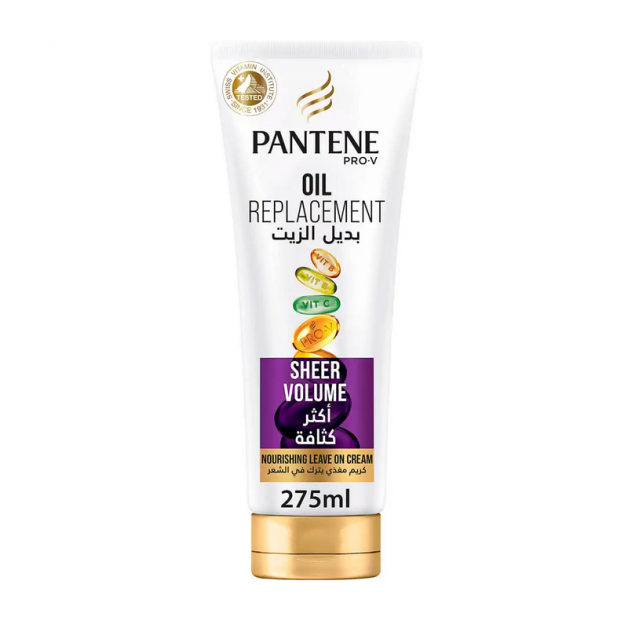 SWISS VITAMIN INSTITUTE
TESTED
SINCE 1931
PANTENE
PRO-V
OIL
REPLACEMENT
بديل الزيت
VIT B
VIT E
VIT C
PRO-V
SHEER
VOLUME
أكثر
كثافة
NOURISHING LEAVE ON CREAM
كريم مغذي يترك في الشعر
275ml